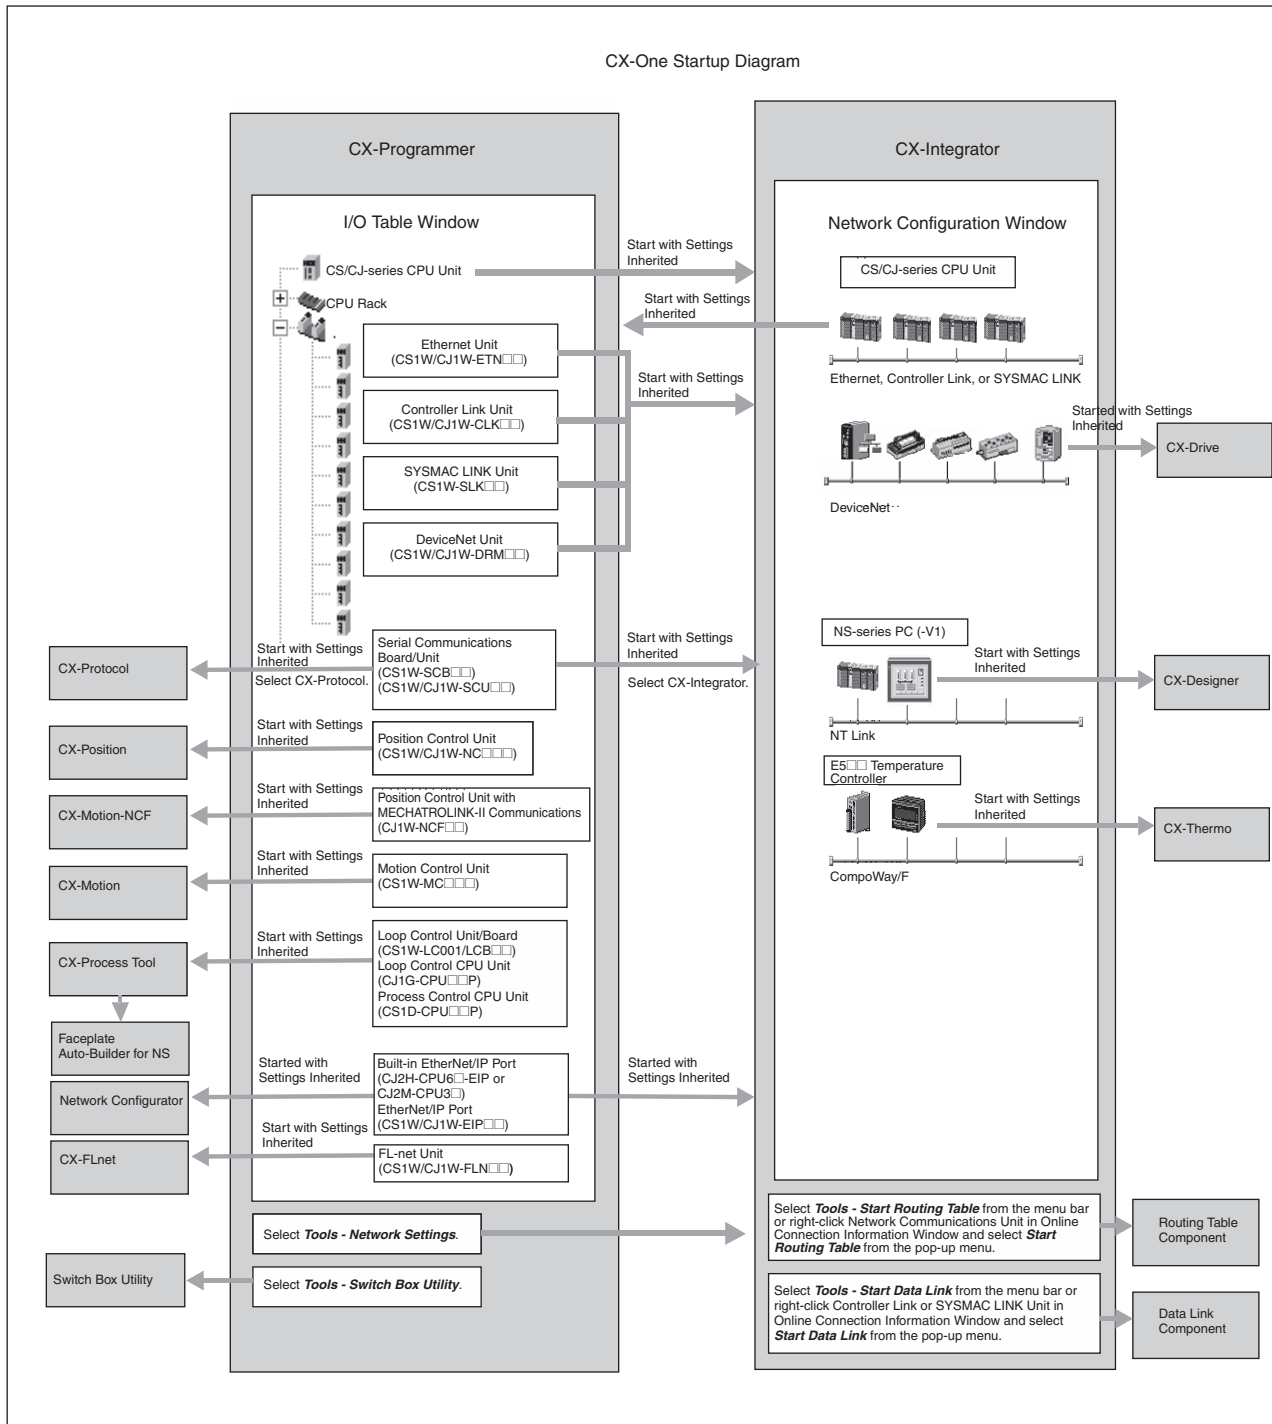 CX-One Startup Diagram
CX-Programmer
I/O Table Window
CS/CJ-series CPU Unit
CPU Rack
Ethernet Unit
(CS1W/CJ1W-ETN□□)
Controller Link Unit
(CS1W/CJ1W-CLK□□)
SYSMAC LINK Unit
(CS1W-SLK□□)
DeviceNet Unit
(CS1W/CJ1W-DRM□□)
Start with Settings
Inherited
Start with Settings
Inherited
Start with Settings
Inherited
CX-Integrator
Network Configuration Window
CS/CJ-series CPU Unit
Ethernet, Controller Link, or SYSMAC LINK
Started with Settings
Inherited
CX-Drive
DeviceNet
CX-Protocol
Start with Settings
Inherited
Select CX-Protocol.
Serial Communications
Board/Unit
(CS1W-SCB□□)
(CS1W/CJ1W-SCU□□)
Start with Settings
Inherited
Select CX-Integrator.
NS-series PC (-V1)
Start with Settings
Inherited
CX-Designer
NT Link
CX-Position
Start with Settings
Inherited
Position Control Unit
(CS1W/CJ1W-NC□□□)
E5□□ Temperature
Controller
Start with Settings
Inherited
CX-Thermo
CompoWay/F
CX-Motion-NCF
Start with Settings
Inherited
Position Control Unit with
MECHATROLINK-II Communications
(CJ1W-NCF□□)
CX-Motion
Start with Settings
Inherited
Motion Control Unit
(CS1W-MC□□□)
CX-Process Tool
Start with Settings
Inherited
Loop Control Unit/Board
(CS1W-LC001/LCB□□)
Loop Control CPU Unit
(CJ1G-CPU□□P)
Process Control CPU Unit
(CS1D-CPU□□P)
Faceplate
Auto-Builder for NS
Network Configurator
Started with
Settings Inherited
Built-in EtherNet/IP Port
(CJ2H-CPU6□-EIP or
CJ2M-CPU3□)
EtherNet/IP Port
(CS1W/CJ1W-EIP□□)
Started with
Settings Inherited
CX-FLnet
Start with Settings
Inherited
FL-net Unit
(CS1W/CJ1W-FLN□□)
Select Tools - Network Settings.
Select Tools - Start Routing Table from the menu bar
or right-click Network Communications Unit in Online
Connection Information Window and select Start
Routing Table from the pop-up menu.
Routing Table
Component
Switch Box Utility
Select Tools - Switch Box Utility.
Select Tools - Start Data Link from the menu bar or
right-click Controller Link or SYSMAC LINK Unit in
Online Connection Information Window and select
Start Data Link from the pop-up menu.
Data Link
Component